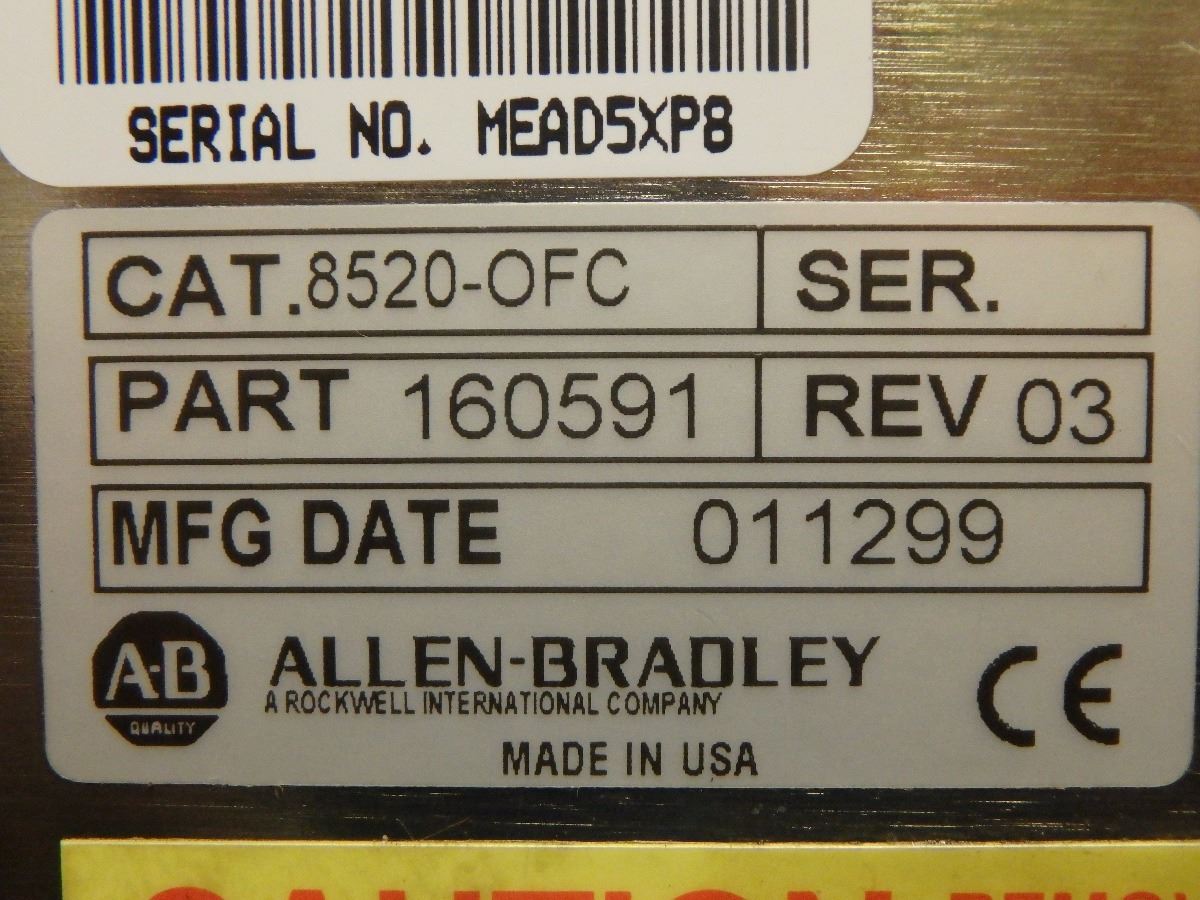 SERIAL NO. MEAD5XP8
CAT. 8520-OFC SER.
PART 160591 REV 03
MFG DATE 011299
A-B
QUALITY
ALLEN-BRADLEY
A ROCKWELL INTERNATIONAL COMPANY
CE
MADE IN USA
CAUTION